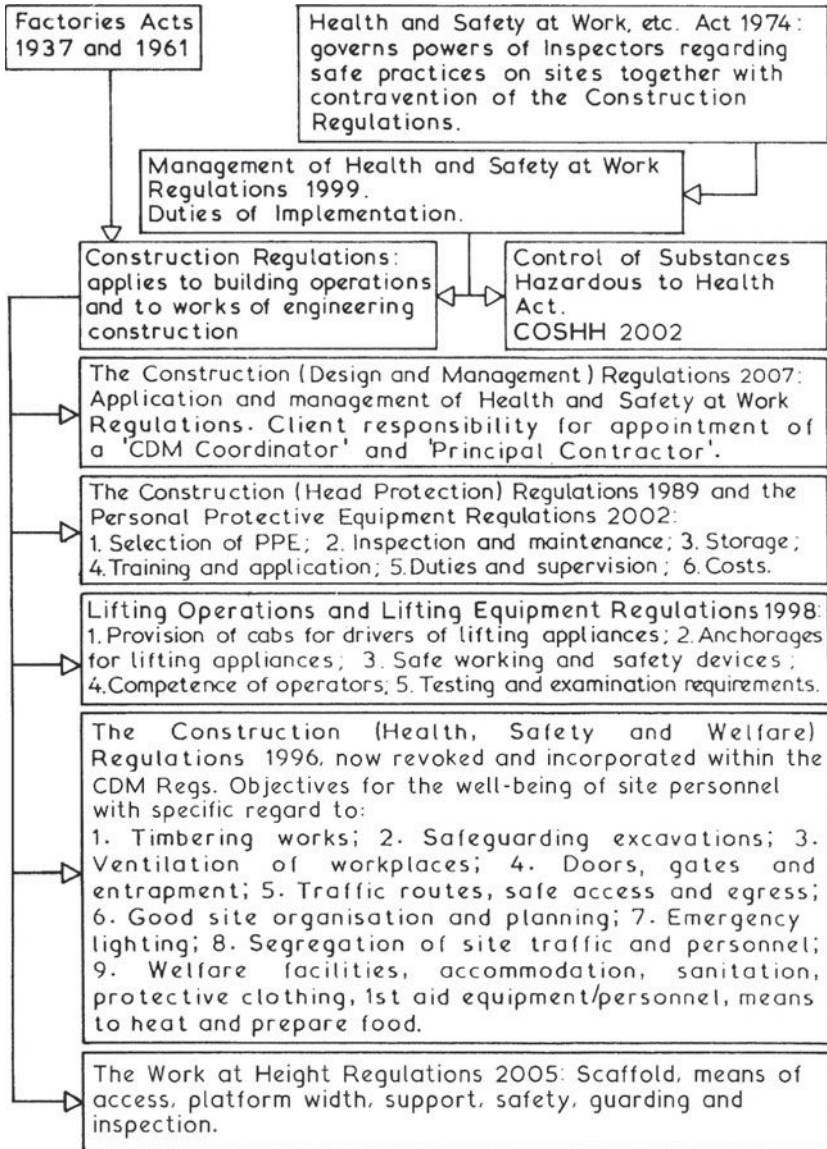 Factories Acts
1937 and 1961
Health and Safety at Work, etc. Act 1974:
governs powers of Inspectors regarding
safe practices on sites together with
contravention of the Construction
Regulations.
Management of Health and Safety at Work
Regulations 1999.
Duties of Implementation.
Construction Regulations:
applies to building operations
and to works of engineering
construction
Control of Substances
Hazardous to Health
Act.
COSHH 2002
The Construction (Design and Management) Regulations 2007:
Application and management of Health and Safety at Work
Regulations. Client responsibility for appointment of
a 'CDM Coordinator' and 'Principal Contractor'.
The Construction (Head Protection) Regulations 1989 and the
Personal Protective Equipment Regulations 2002:
1. Selection of PPE; 2. Inspection and maintenance; 3. Storage;
4. Training and application; 5. Duties and supervision; 6. Costs.
Lifting Operations and Lifting Equipment Regulations 1998:
1. Provision of cabs for drivers of lifting appliances; 2. Anchorages
for lifting appliances; 3. Safe working and safety devices;
4. Competence of operators; 5. Testing and examination requirements.
The Construction (Health, Safety and Welfare)
Regulations 1996, now revoked and incorporated within the
CDM Regs. Objectives for the well-being of site personnel
with specific regard to:
1. Timbering works; 2. Safeguarding excavations; 3.
Ventilation of workplaces; 4. Doors, gates and
entrapment; 5. Traffic routes, safe access and egress;
6. Good site organisation and planning; 7. Emergency
lighting; 8. Segregation of site traffic and personnel;
9. Welfare facilities, accommodation, sanitation,
protective clothing, 1st aid equipment/personnel, means
to heat and prepare food.
The Work at Height Regulations 2005: Scaffold, means of
access, platform width, support, safety, guarding and
inspection.